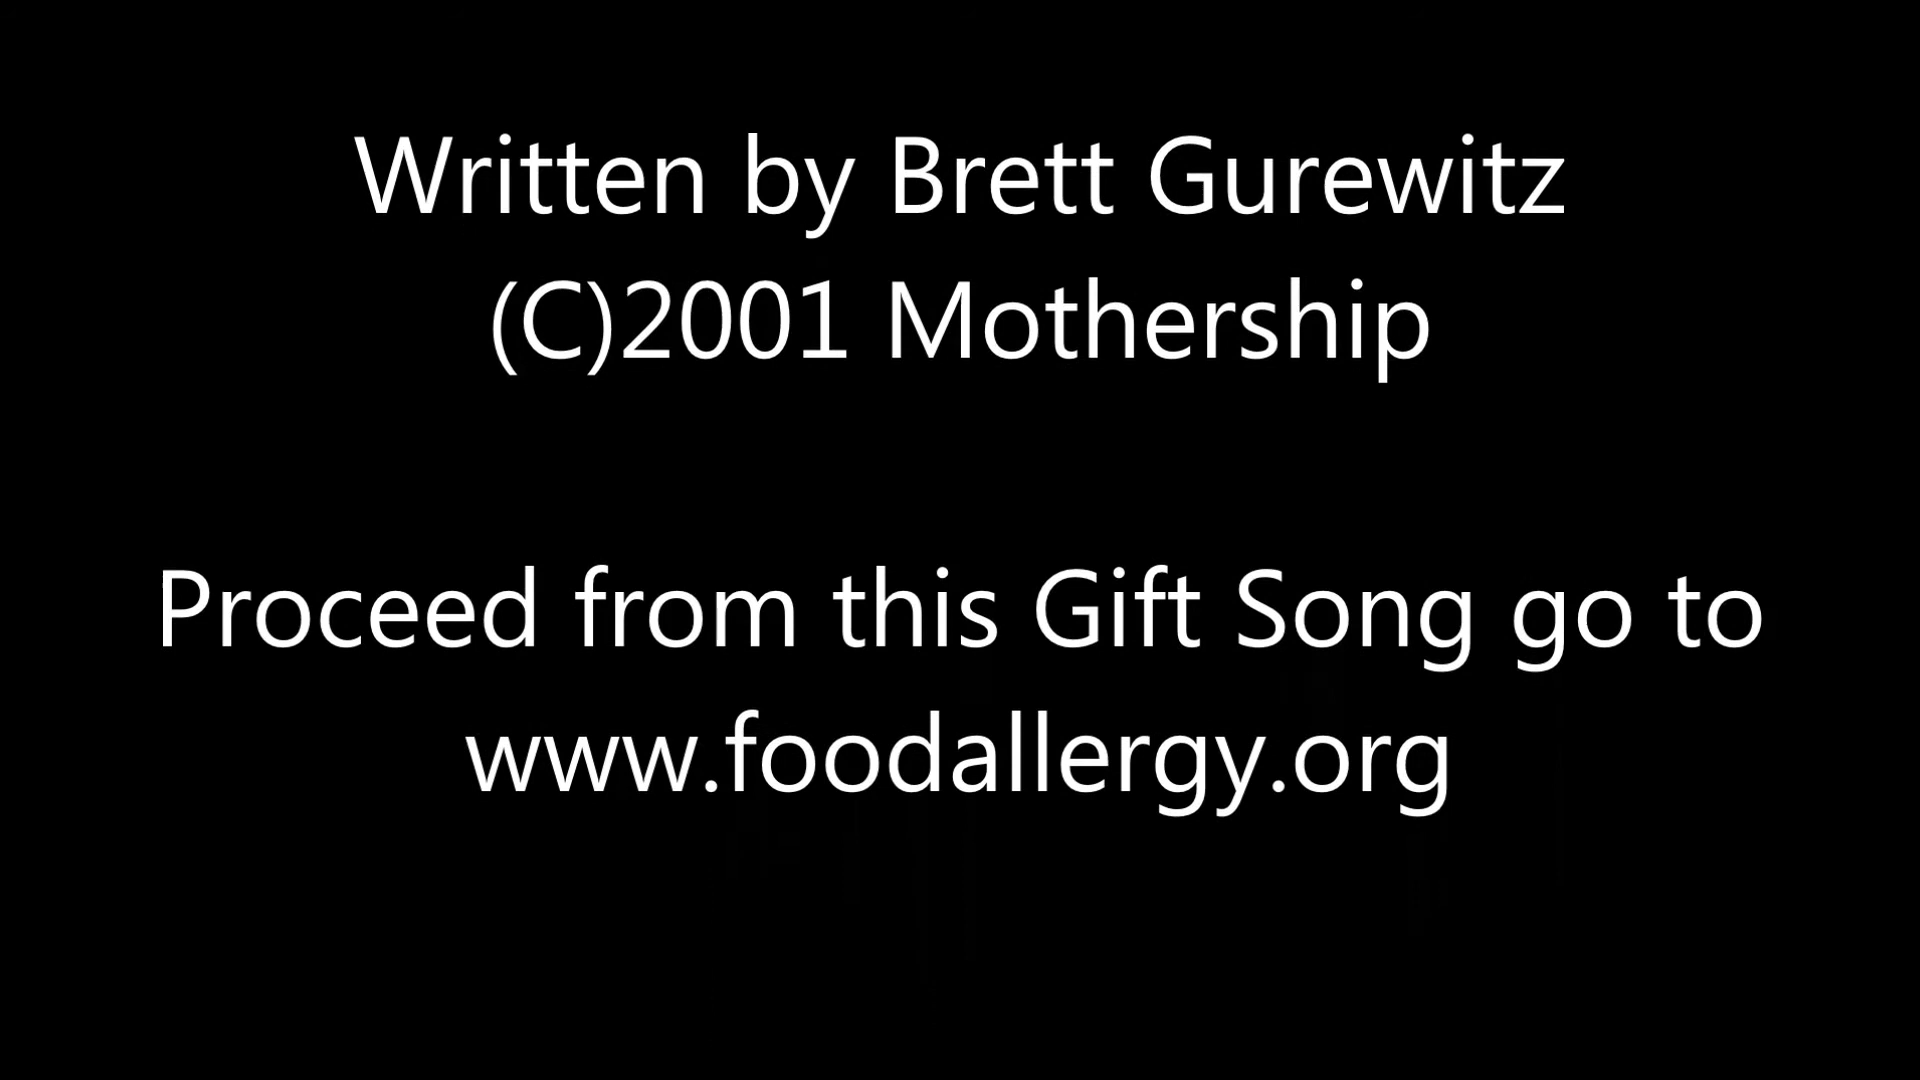 Written by Brett Gurewitz
(C)2001 Mothership
Proceed from this Gift Song go to
www.foodallergy.org